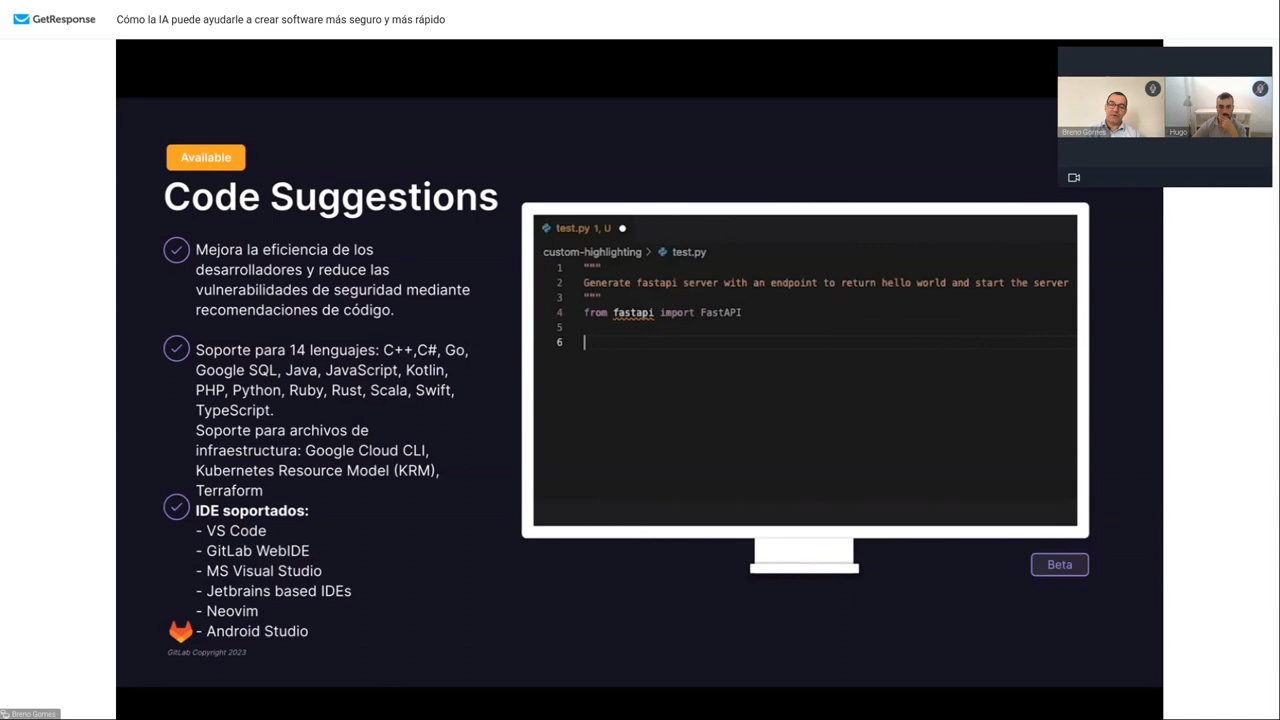 GetResponse
Cómo la IA puede ayudarle a crear software más seguro y más rápido
Breno Gomes
Hugo
Available
Code Suggestions
Mejora la eficiencia de los
desarrolladores y reduce las
vulnerabilidades de seguridad mediante
recomendaciones de código.
Soporte para 14 lenguajes: C++,C#, Go,
Google SQL, Java, JavaScript, Kotlin,
PHP, Python, Ruby, Rust, Scala, Swift,
TypeScript.
Soporte para archivos de
infraestructura: Google Cloud CLI,
Kubernetes Resource Model (KRM),
Terraform
IDE soportados:
- VS Code
- GitLab WebIDE
- MS Visual Studio
- Jetbrains based IDEs
- Neovim
- Android Studio
GitLab Copyright 2023
test.py 1, U
custom-highlighting > test.py
1 """
2 Generate fastapi server with an endpoint to return hello world and start the server
3 """
4 from fastapi import FastAPI
5
6
Beta
Breno Gomes